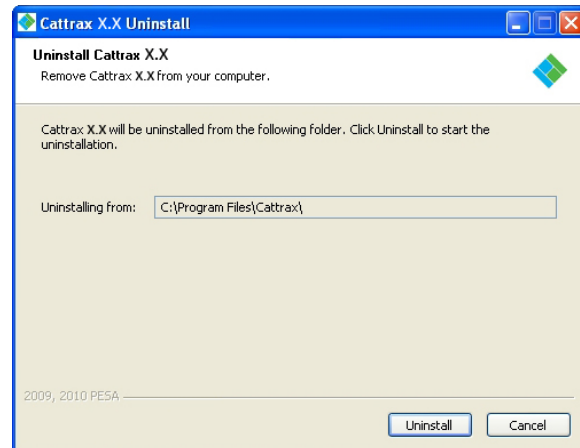 Cattrax X.X Uninstall
Uninstall Cattrax X.X
Remove Cattrax X.X from your computer.
Cattrax X.X will be uninstalled from the following folder. Click Uninstall to start the
uninstallation.
Uninstalling from: C:\Program Files\Cattrax\
2009, 2010 PESA
Uninstall Cancel